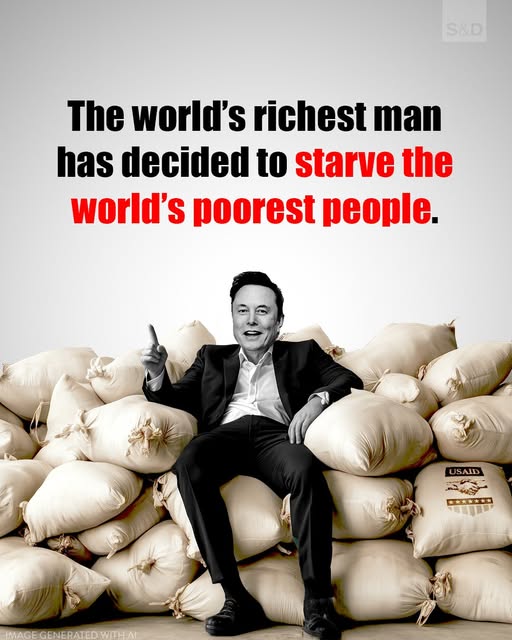 S&D
The world's richest man
has decided to starve the
world's poorest people.
USAID
IMAGE GENERATED WITH AI